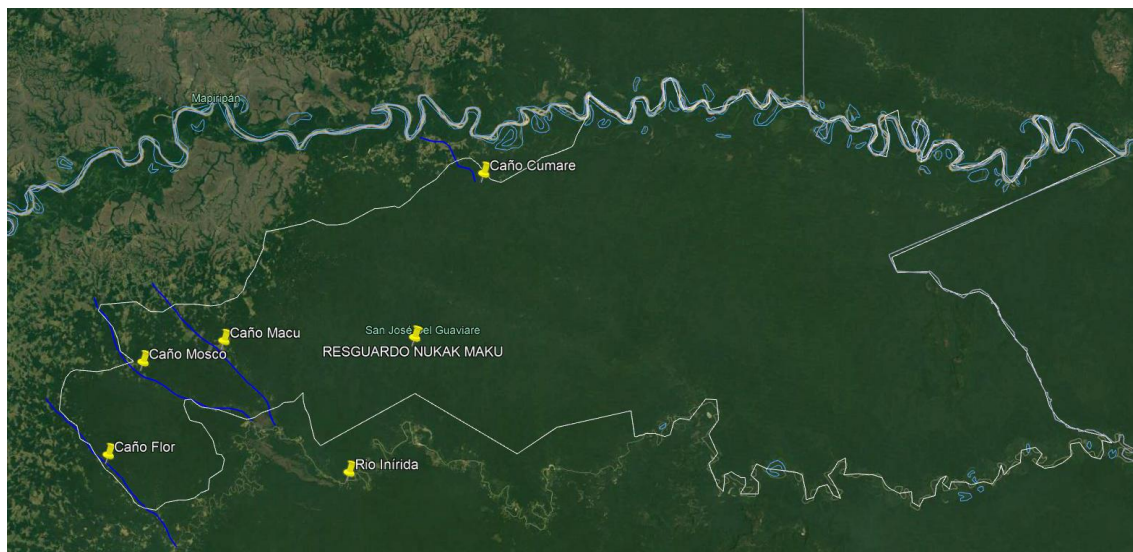 Mapiripán
Caño Cumare
San José del Guaviare
Caño Macu
RESGUARDO NUKAK MAKU
Caño Mosco
Caño Flor
Rio Inírida